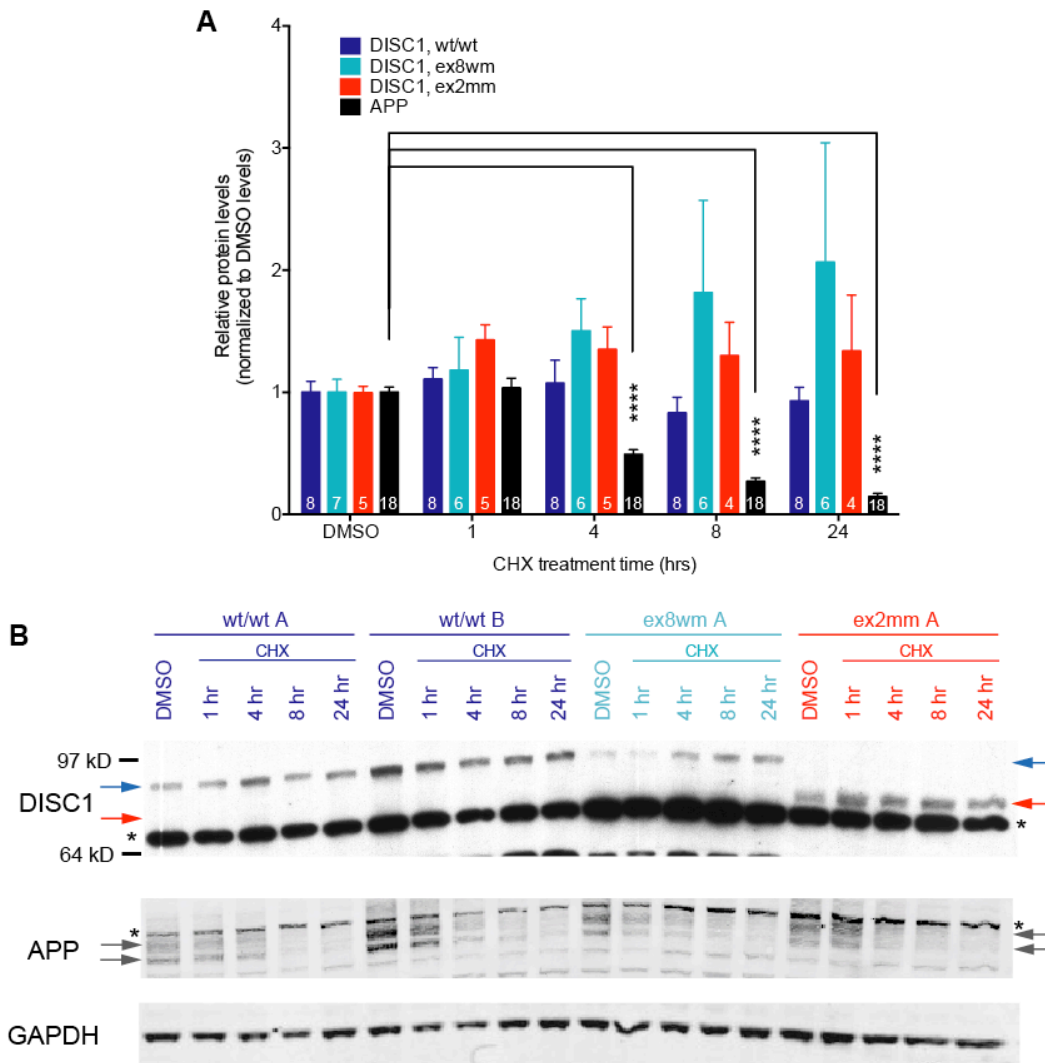 A
4
3
2
1
0
Relative protein levels
(normalized to DMSO levels)
DISC1, wt/wt
DISC1, ex8wm
DISC1, ex2mm
APP
**** **** ****
8 7 5 18 8 6 5 18 8 6 5 18 8 6 4 18 8 6 4 18
DMSO 1 4 8 24
CHX treatment time (hrs)
B
wt/wt A wt/wt B ex8wm A ex2mm A
CHX CHX CHX CHX
DMSO 1 hr 4 hr 8 hr 24 hr DMSO 1 hr 4 hr 8 hr 24 hr DMSO 1 hr 4 hr 8 hr 24 hr DMSO 1 hr 4 hr 8 hr 24 hr
97 kD
DISC1
* *
64 kD
* *
APP
GAPDH